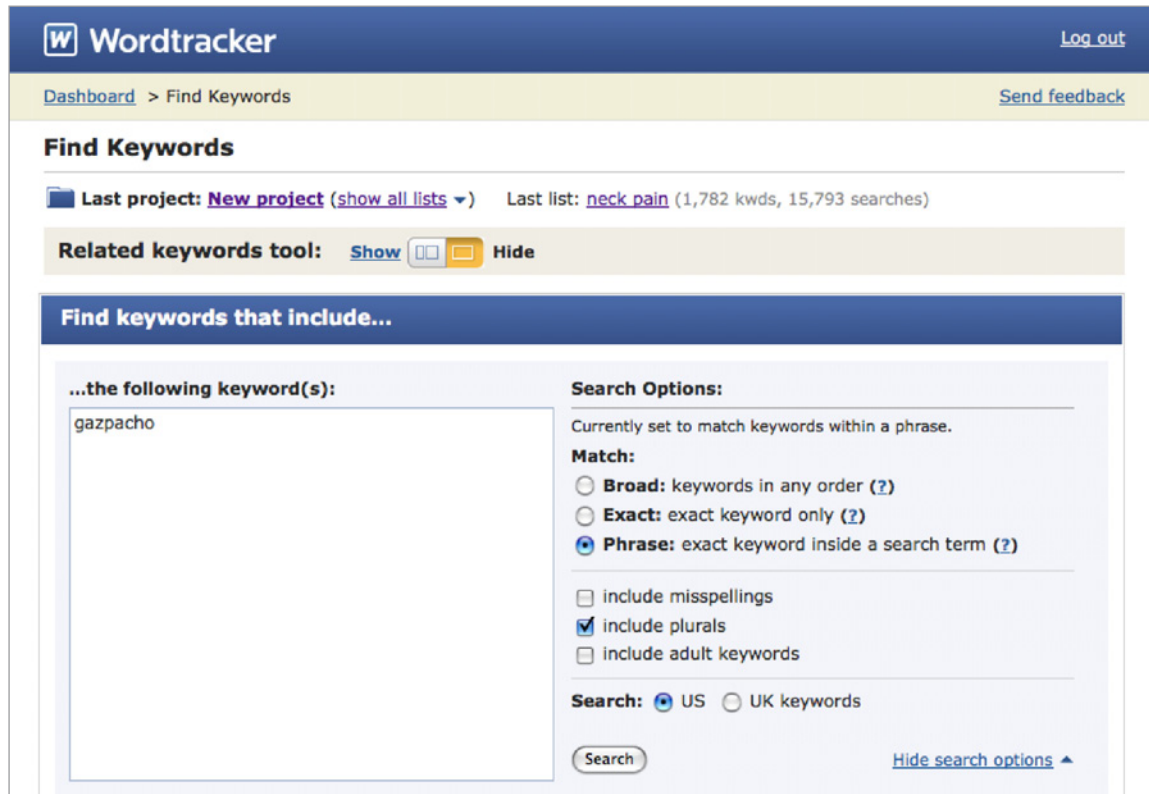 W Wordtracker
Log out
Dashboard > Find Keywords
Send feedback
Find Keywords
Last project: New project (show all lists ▼) Last list: neck pain (1,782 kwds, 15,793 searches)
Related keywords tool: Show Hide
Find keywords that include...
...the following keyword(s):
gazpacho
Search Options:
Currently set to match keywords within a phrase.
Match:
Broad: keywords in any order (?)
Exact: exact keyword only (?)
Phrase: exact keyword inside a search term (?)
include misspellings
include plurals
include adult keywords
Search: US UK keywords
Search
Hide search options ▲